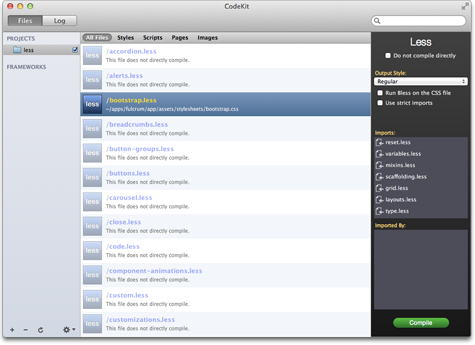 CodeKit
Files Log
PROJECTS
less
FRAMEWORKS
All Files Styles Scripts Pages Images
less /accordion.less
This file does not directly compile.
less /alerts.less
This file does not directly compile.
less /bootstrap.less
~/apps/fulcrum/app/assets/stylesheets/bootstrap.css
less /breadcrumbs.less
This file does not directly compile.
less /button-groups.less
This file does not directly compile.
less /buttons.less
This file does not directly compile.
less /carousel.less
This file does not directly compile.
less /close.less
This file does not directly compile.
less /code.less
This file does not directly compile.
less /component-animations.less
This file does not directly compile.
less /custom.less
This file does not directly compile.
less /customizations.less
This file does not directly compile.
Less
Do not compile directly
Output Style:
Regular
Run Bless on the CSS file
Use strict imports
Imports:
reset.less
variables.less
mixins.less
scaffolding.less
grid.less
layouts.less
type.less
Imported By:
Compile